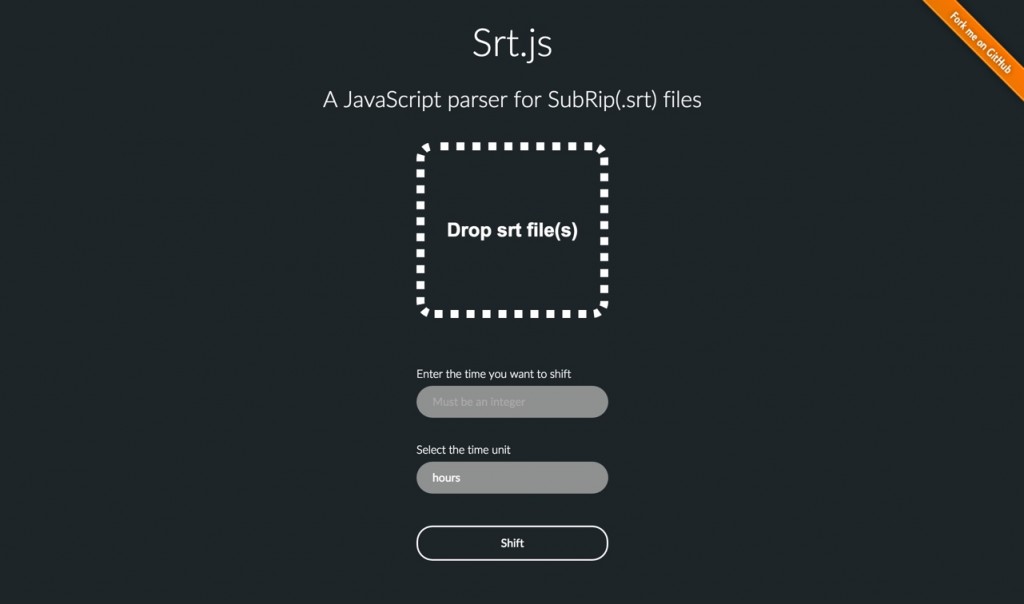 Fork me on GitHub
Srt.js
A JavaScript parser for SubRip(.srt) files
Drop srt file(s)
Enter the time you want to shift
Must be an integer
Select the time unit
hours
Shift